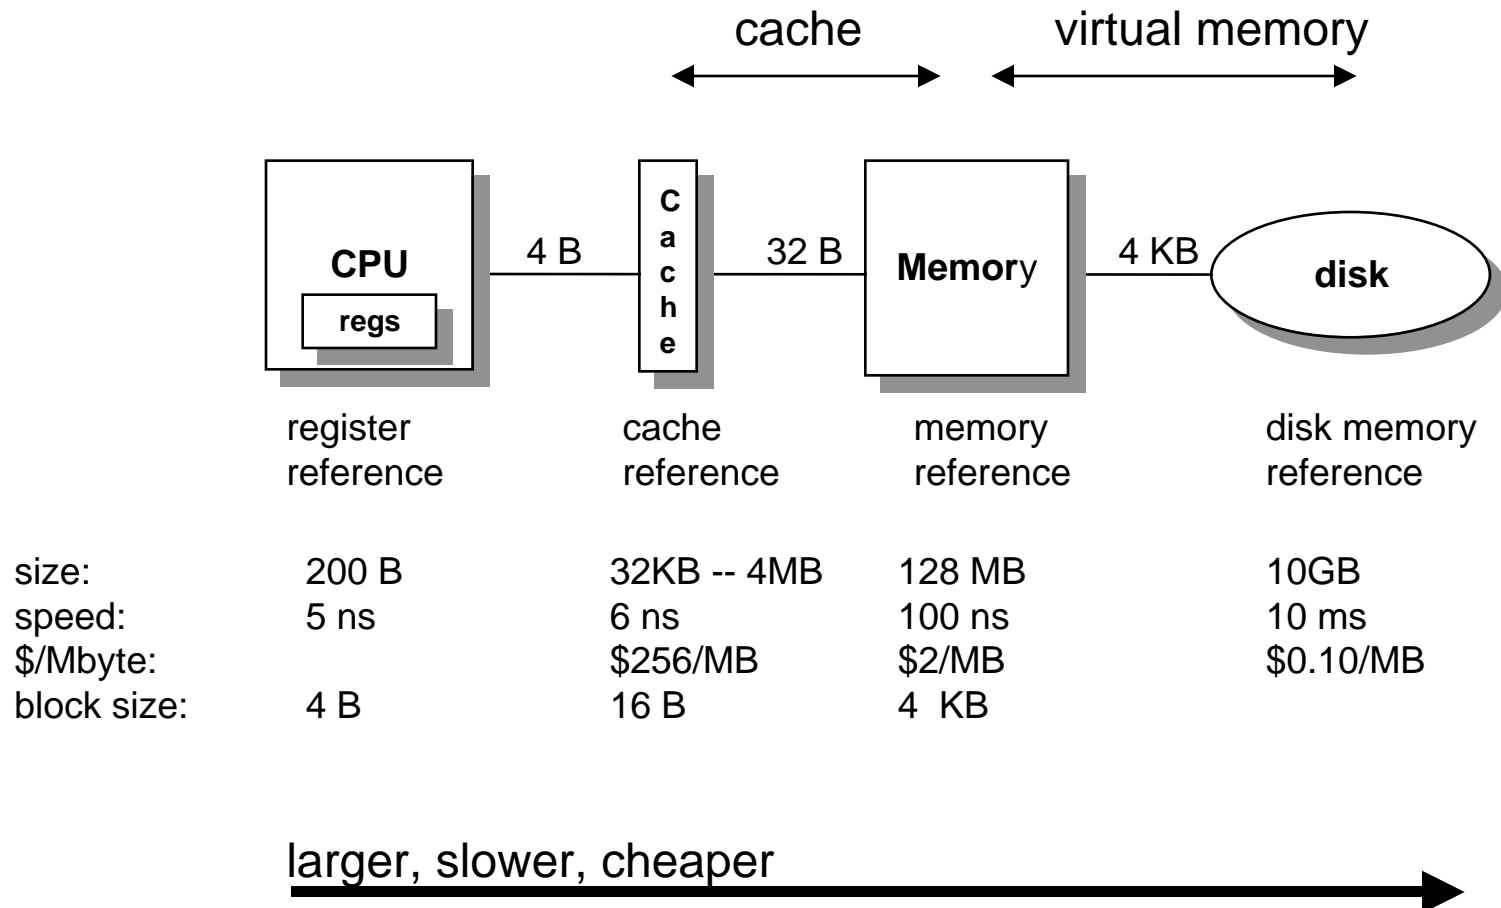 cache virtual memory
CPU
regs
4 B
Cache
32 B
Memory
4 KB
disk
register reference
cache reference
memory reference
disk memory reference
size: 200 B 32KB -- 4MB 128 MB 10GB
speed: 5 ns 6 ns 100 ns 10 ms
$/Mbyte: $256/MB $2/MB $0.10/MB
block size: 4 B 16 B 4 KB
larger, slower, cheaper